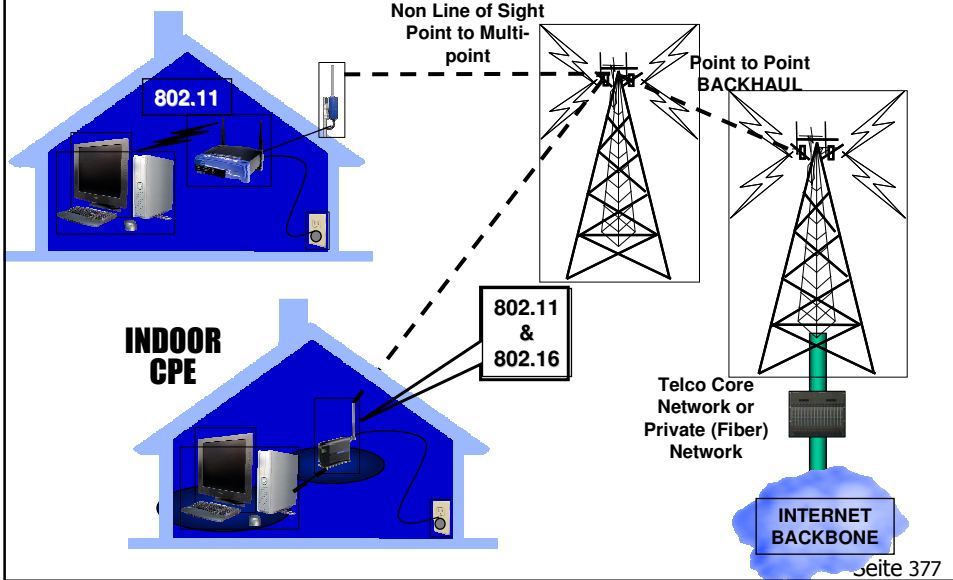 Non Line of Sight
Point to Multi-
point
Point to Point
BACKHAUL
802.11
802.11
&
802.16
INDOOR
CPE
Telco Core
Network or
Private (Fiber)
Network
INTERNET
BACKBONE
Seite 377